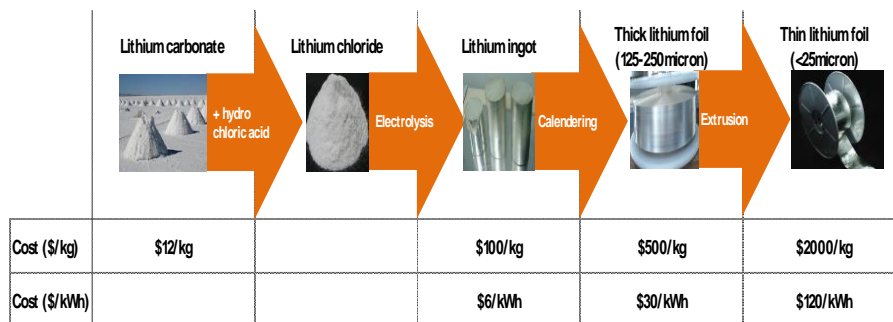 Lithium carbonate
Lithium chloride
Lithium ingot
Thick lithium foil
(125-250micron)
Thin lithium foil
(<25micron)
+ hydro
chloric acid
Electrolysis
Calendering
Extrusion
Cost ($/kg)
$12/kg
$100/kg
$500/kg
$2000/kg
Cost ($/kWh)
$6/kWh
$30/kWh
$120/kWh